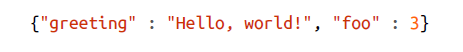 {"greeting" : "Hello, world!", "foo" : 3}